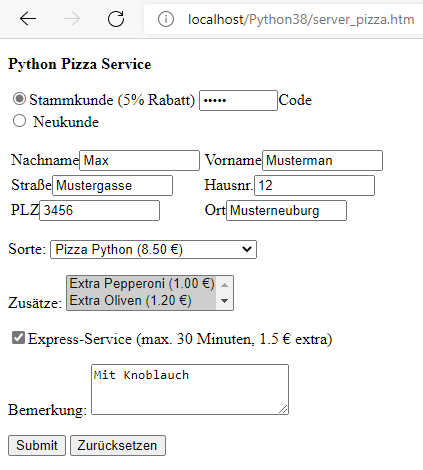 localhost/Python38/server_pizza.htm
Python Pizza Service
Stammkunde (5% Rabatt) ••••• Code
Neukunde
Nachname Max Vorname Musterman
Straße Mustergasse Hausnr. 12
PLZ 3456 Ort Musterneuburg
Sorte: Pizza Python (8.50 €)
Extra Pepperoni (1.00 €)
Zusätze: Extra Oliven (1.20 €)
Express-Service (max. 30 Minuten, 1.5 € extra)
Mit Knoblauch
Bemerkung:
Submit Zurücksetzen